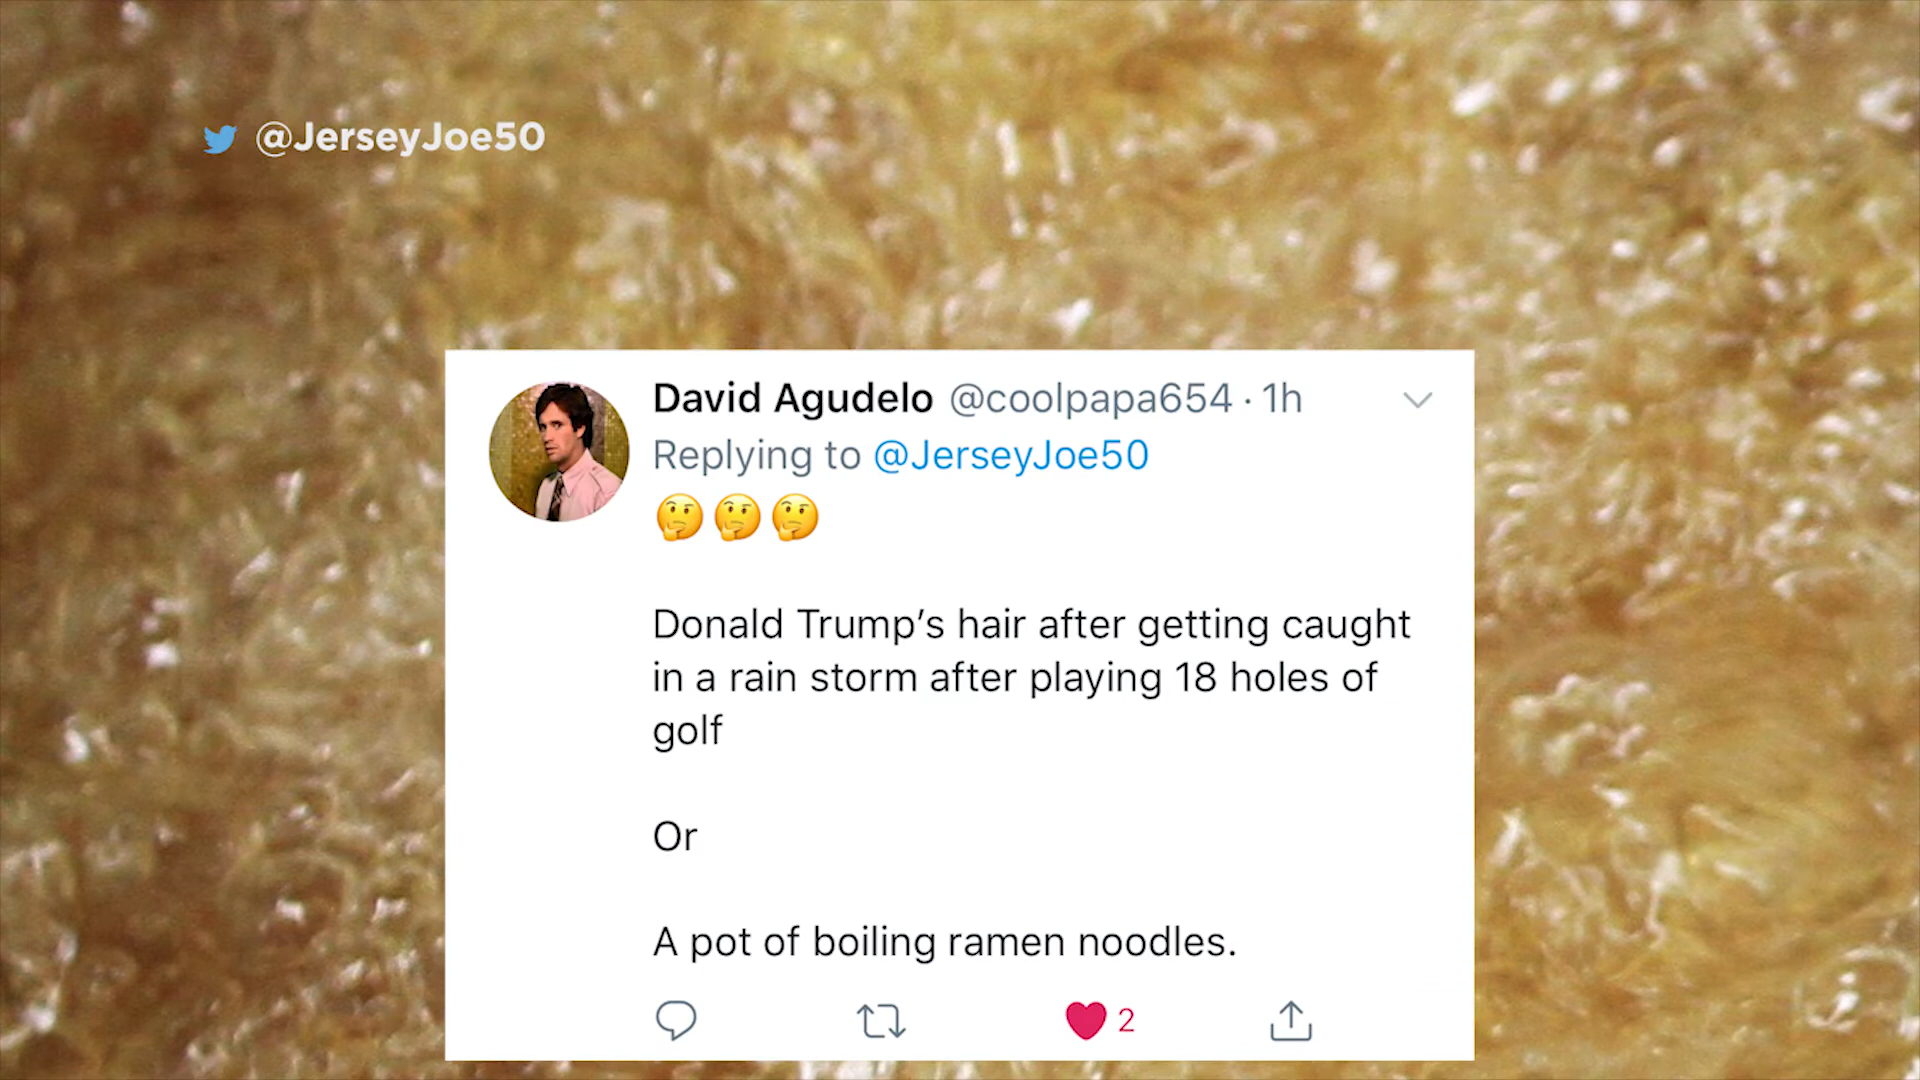 @JerseyJoe50
David Agudelo @coolpapa654 · 1h
Replying to @JerseyJoe50
🤔🤔🤔
Donald Trump’s hair after getting caught
in a rain storm after playing 18 holes of
golf
Or
A pot of boiling ramen noodles.
2